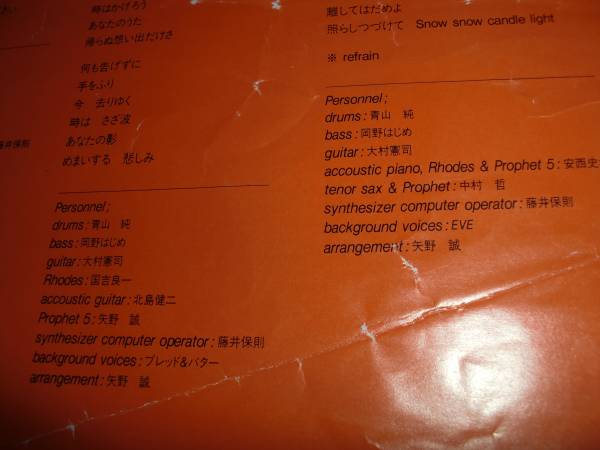 さい
藤井保則
時はかげろう
あなたのうた
帰らぬ想い出だけさ
何も告げずに
手をふり
今 去りゆく
時は さざ波
あなたの影
めまいする 悲しみ
Personnel;
drums:青山 純
bass:岡野はじめ
guitar:大村憲司
Rhodes:国吉良一
accoustic guitar:北島健二
Prophet 5:矢野 誠
synthesizer computer operator:藤井保則
background voices:ブレッド&バター
arrangement:矢野 誠
離してはだめよ
照らしつづけて Snow snow candle light
※ refrain
Personnel;
drums:青山 純
bass:岡野はじめ
guitar:大村憲司
accoustic piano, Rhodes & Prophet 5:安西史
tenor sax & Prophet:中村 哲
synthesizer computer operator:藤井保則
background voices:EVE
arrangement:矢野 誠